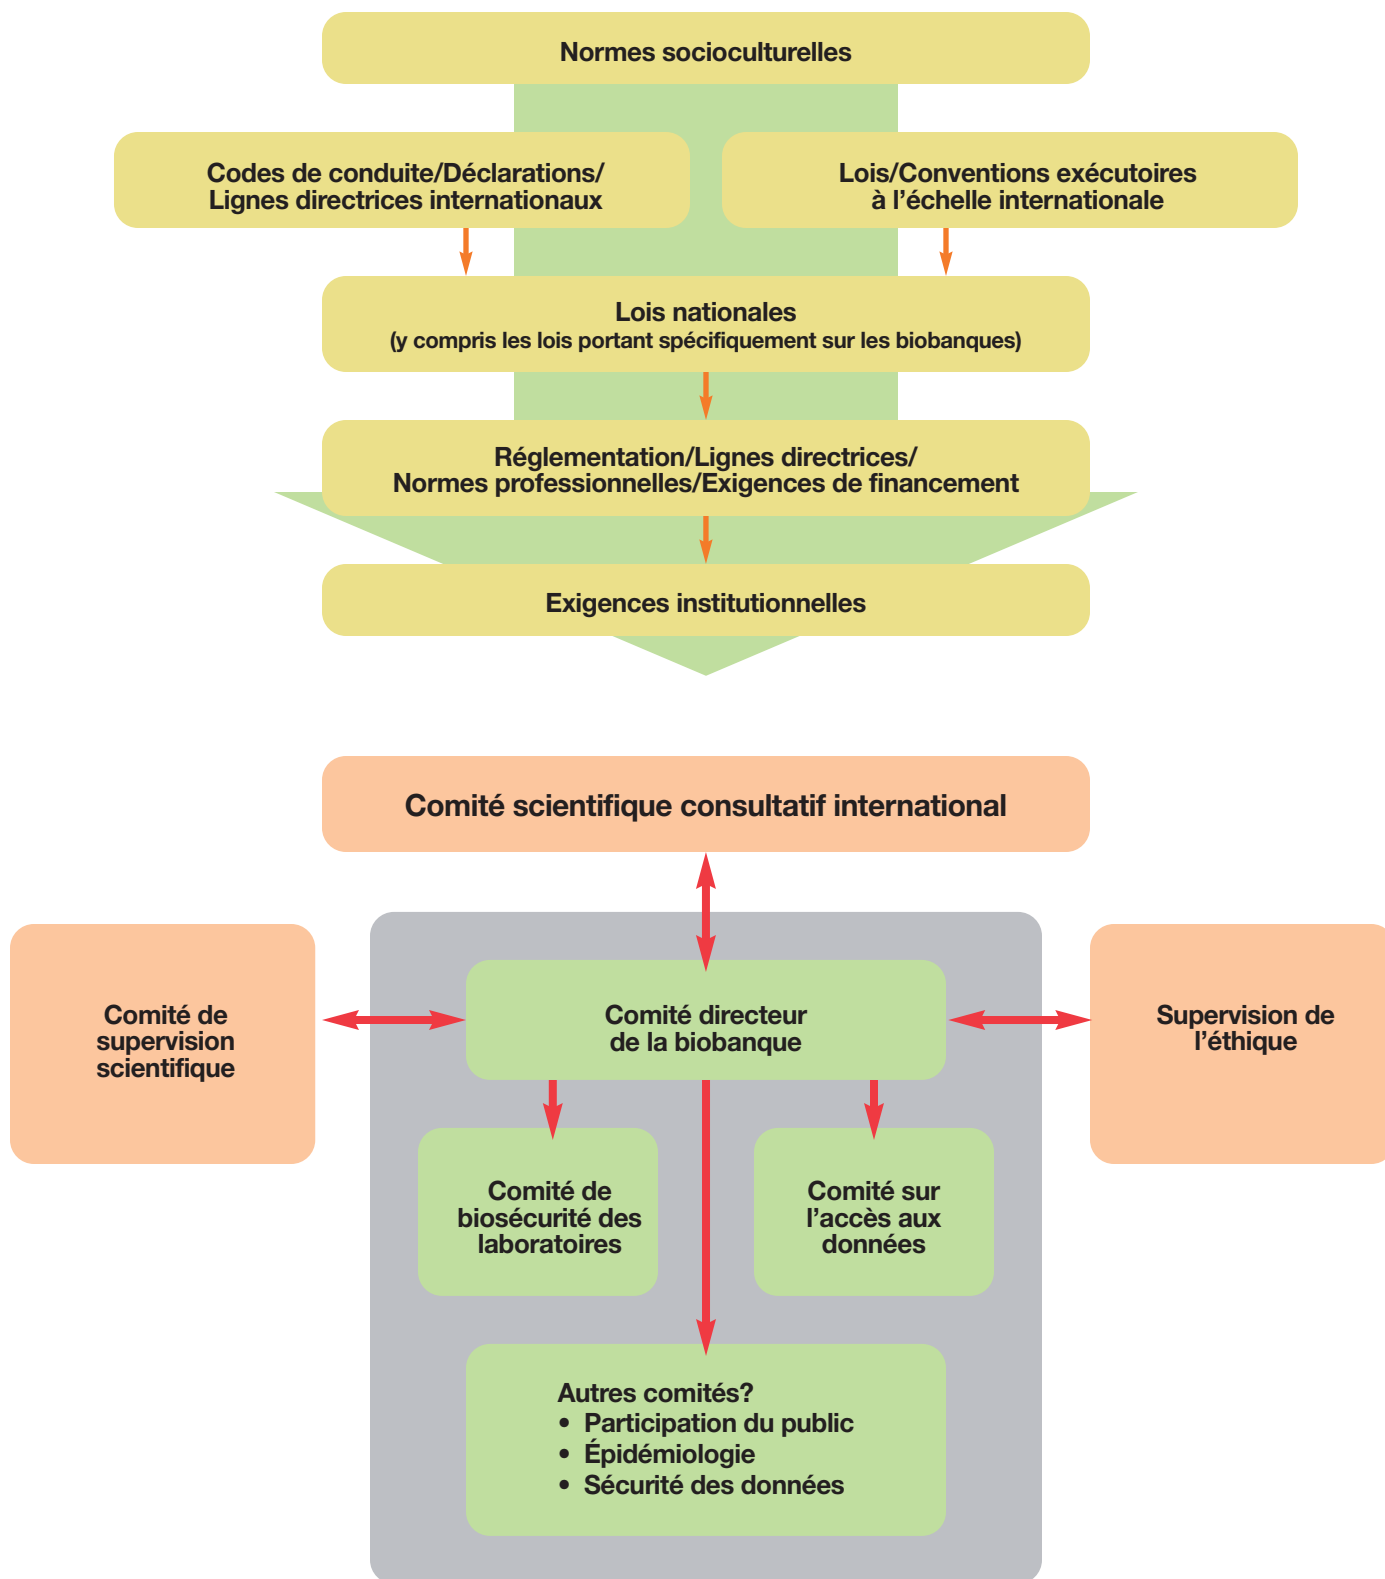 Normes socioculturelles
Codes de conduite/Déclarations/
Lignes directrices internationaux
Lois/Conventions exécutoires
à l’échelle internationale
Lois nationales
(y compris les lois portant spécifiquement sur les biobanques)
Réglementation/Lignes directrices/
Normes professionnelles/Exigences de financement
Exigences institutionnelles
Comité scientifique consultatif international
Comité de
supervision
scientifique
Comité directeur
de la biobanque
Supervision de
l’éthique
Comité de
biosécurité des
laboratoires
Comité sur
l’accès aux
données
Autres comités?
• Participation du public
• Épidémiologie
• Sécurité des données